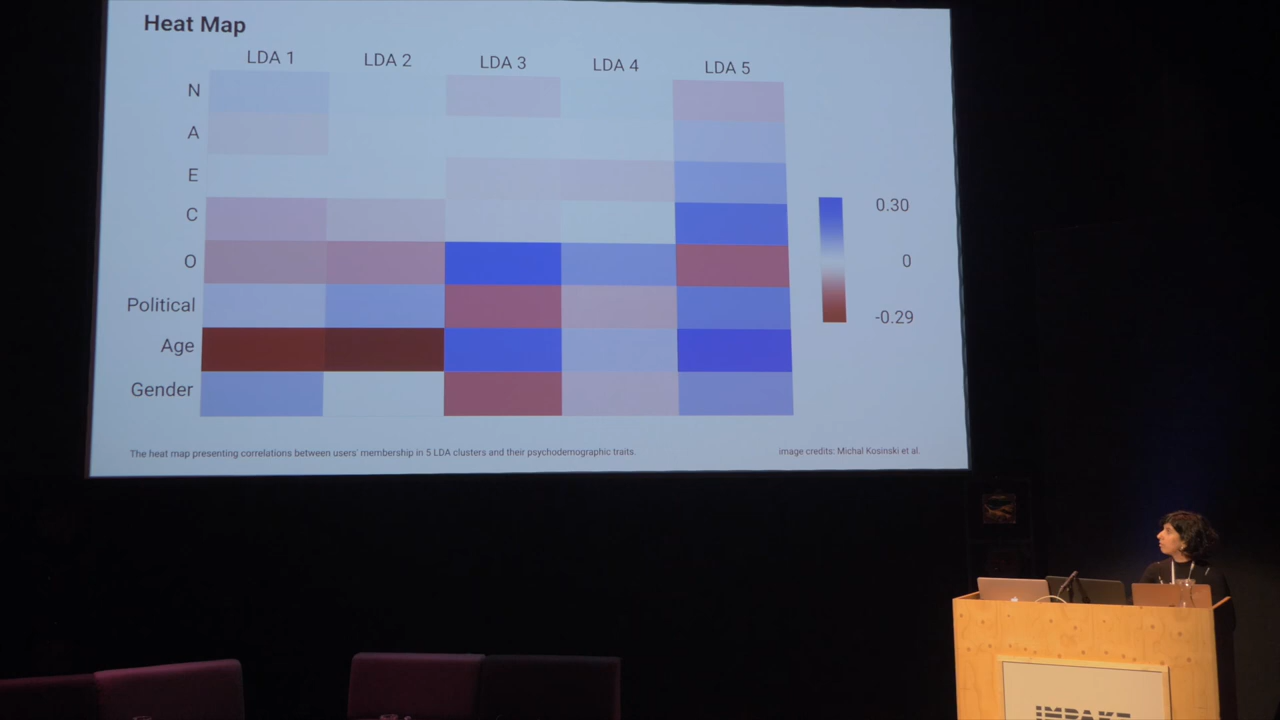 Heat Map
LDA 1 LDA 2 LDA 3 LDA 4 LDA 5
N
A
E
C
O
Political
Age
Gender
0.30
0
-0.29
The heat map presenting correlations between users' membership in 5 LDA clusters and their psychodemographic traits.
image credits: Michal Kosinski et al.
IMPAKT